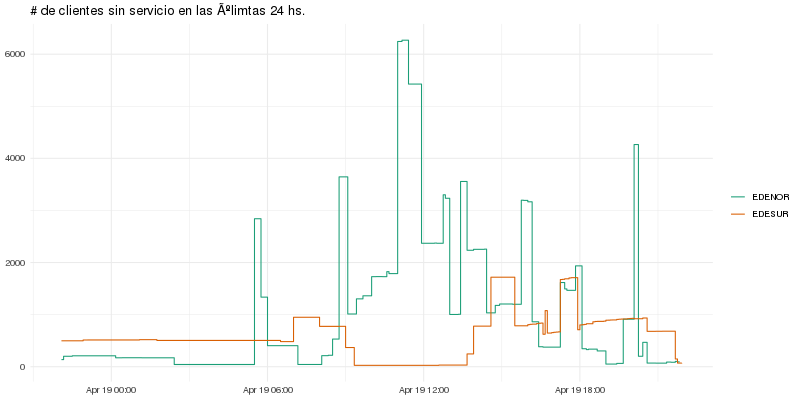 # de clientes sin servicio en las Ãºlimtas 24 hs.
6000
4000
2000
0
Apr 19 00:00
Apr 19 06:00
Apr 19 12:00
Apr 19 18:00
EDENOR
EDESUR